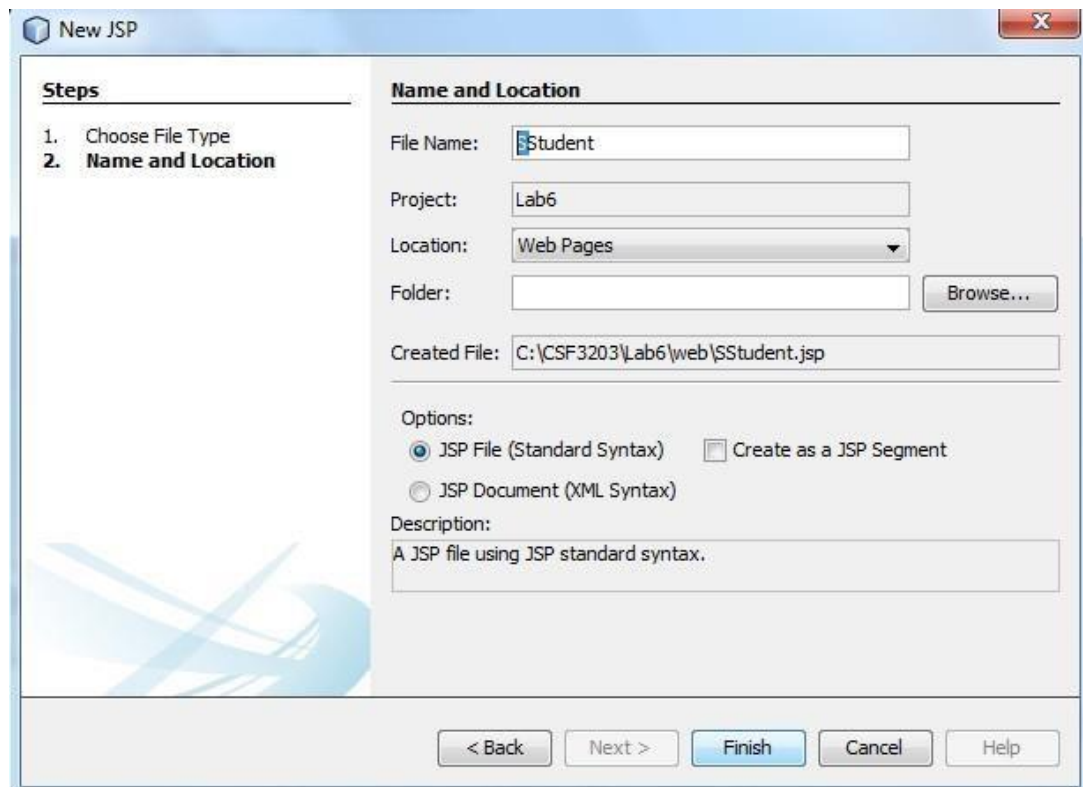 New JSP
Steps
1. Choose File Type
2. Name and Location
Name and Location
File Name: SStudent
Project: Lab6
Location: Web Pages
Folder: Browse...
Created File: C:\CSF3203\Lab6\web\SStudent.jsp
Options:
JSP File (Standard Syntax) Create as a JSP Segment
JSP Document (XML Syntax)
Description:
A JSP file using JSP standard syntax.
< Back Next > Finish Cancel Help